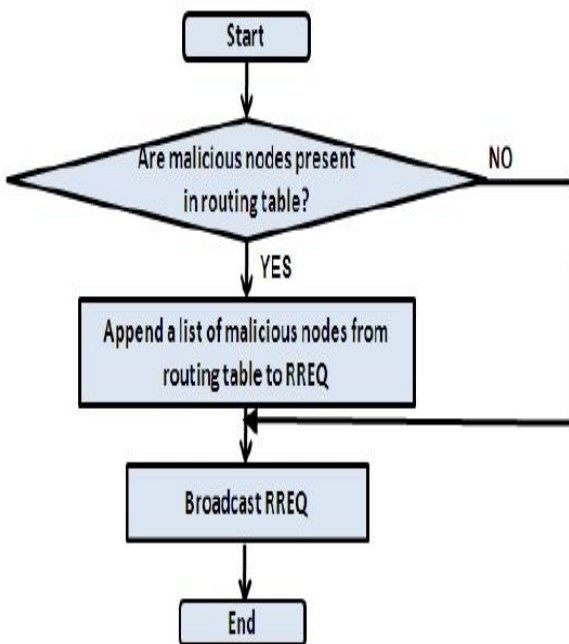 Start
Are malicious nodes present
in routing table?
NO
YES
Append a list of malicious nodes from
routing table to RREQ
Broadcast RREQ
End